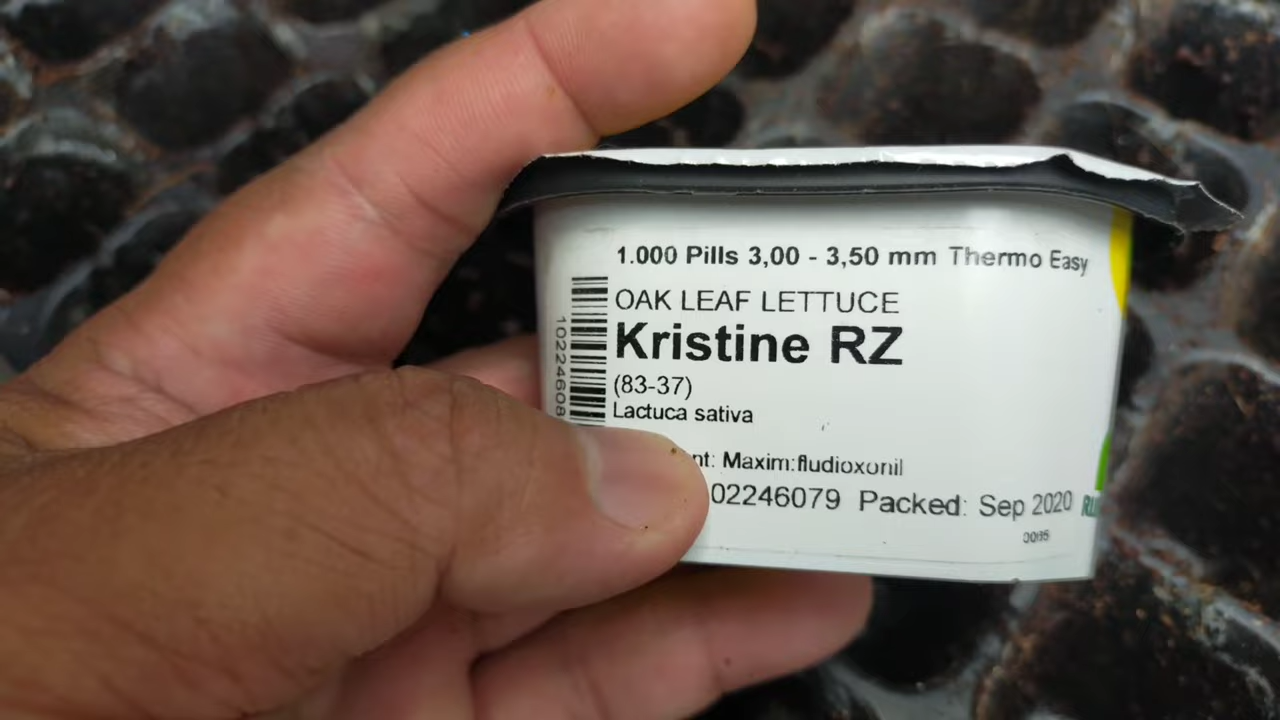 1.000 Pills 3,00 - 3,50 mm Thermo Easy
OAK LEAF LETTUCE
Kristine RZ
(83-37)
Lactuca sativa
Maxim:fludioxonil
02246079 Packed: Sep 2020
10224608